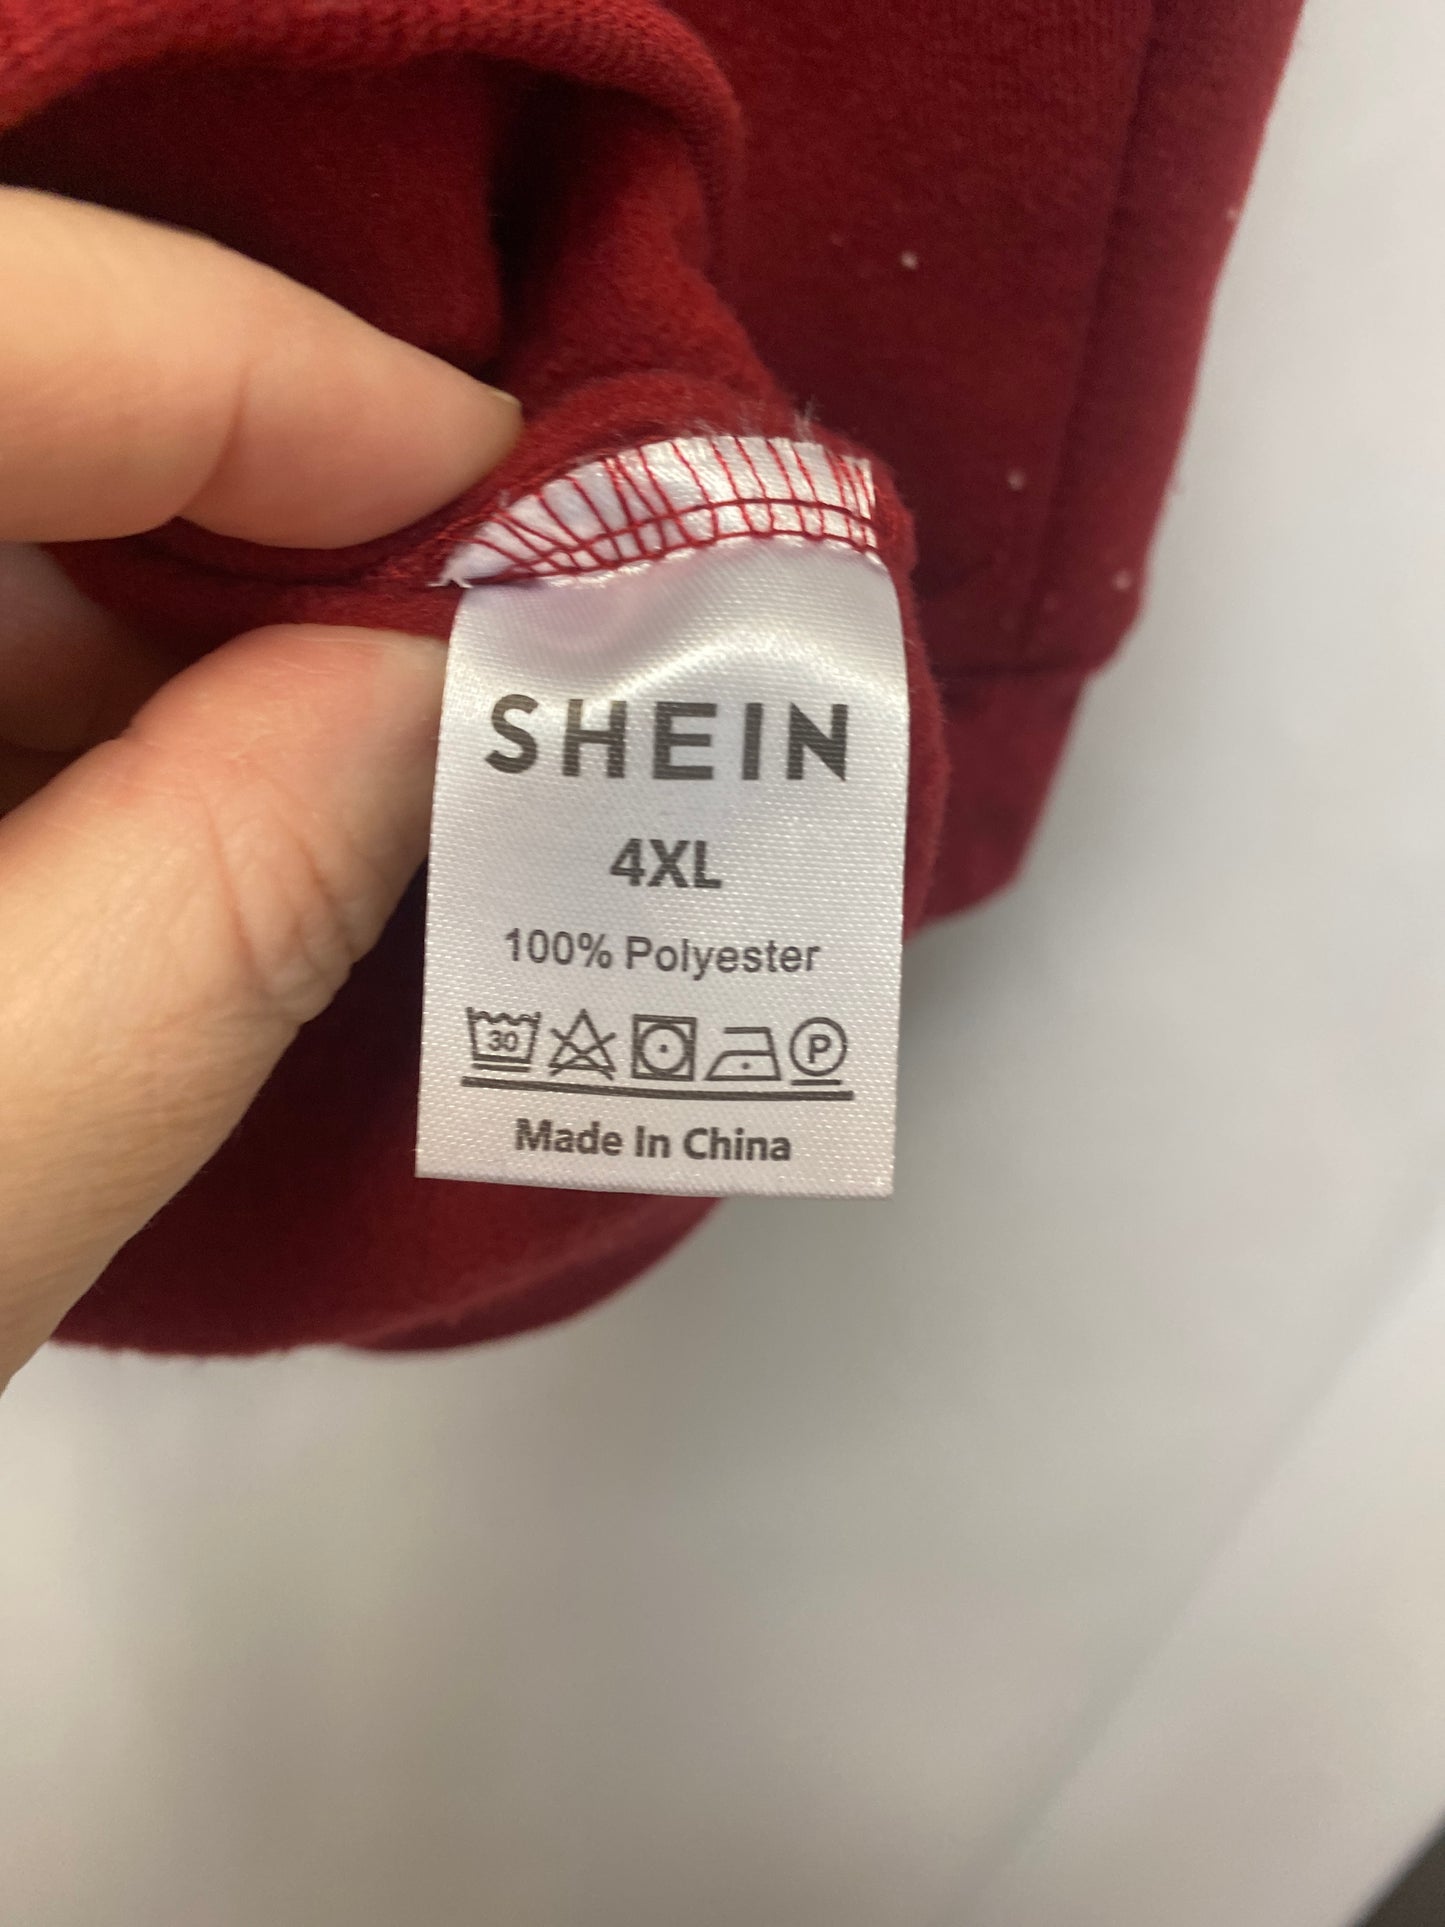 SHEIN
4XL
100% Polyester
30 P
Made In China